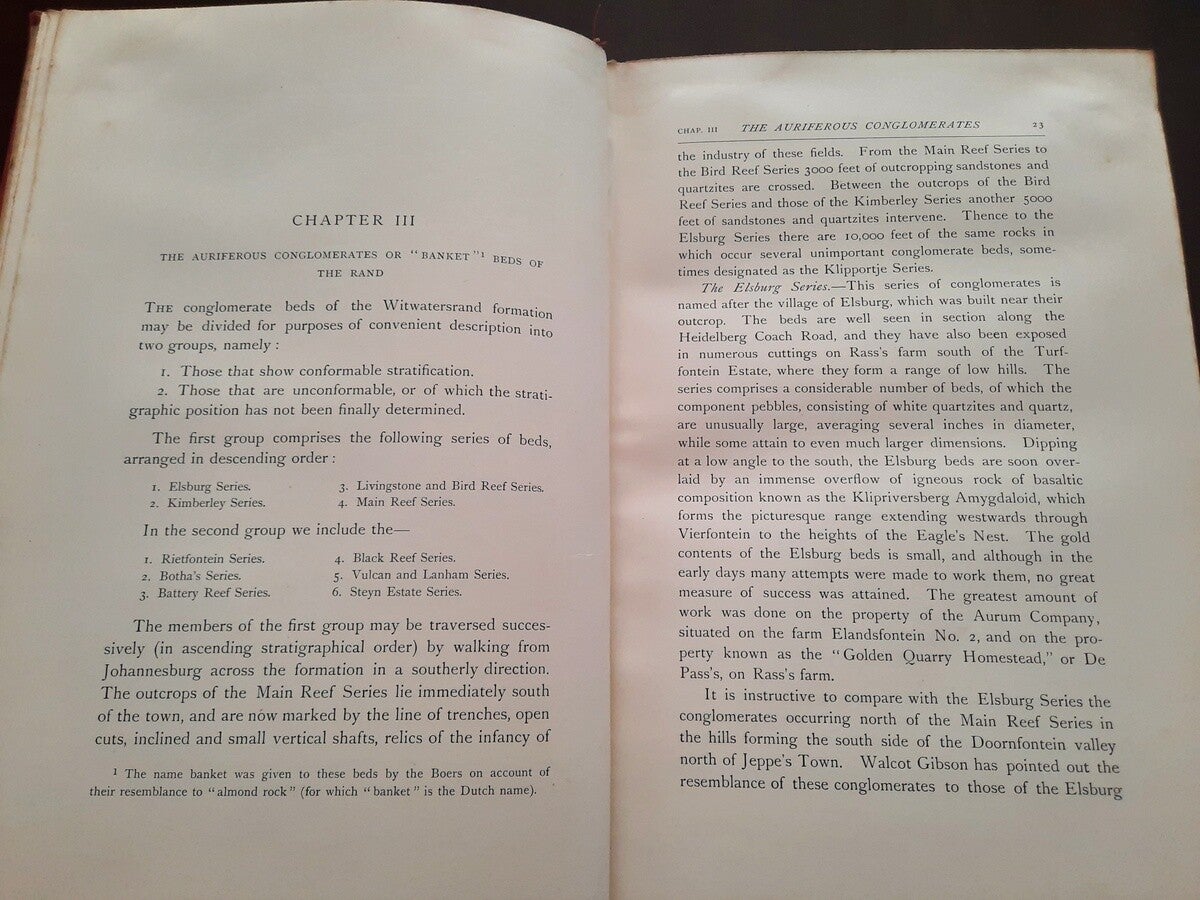 CHAPTER III
THE AURIFEROUS CONGLOMERATES OR "BANKET"¹ BEDS OF
THE RAND
THE conglomerate beds of the Witwatersrand formation
may be divided for purposes of convenient description into
two groups, namely :
1. Those that show conformable stratification.
2. Those that are unconformable, or of which the strati-
graphic position has not been finally determined.
The first group comprises the following series of beds,
arranged in descending order :
1. Elsburg Series.
2. Kimberley Series.
3. Livingstone and Bird Reef Series.
4. Main Reef Series.
In the second group we include the—
1. Rietfontein Series.
2. Botha's Series.
3. Battery Reef Series.
4. Black Reef Series.
5. Vulcan and Lanham Series.
6. Steyn Estate Series.
The members of the first group may be traversed succes-
sively (in ascending stratigraphical order) by walking from
Johannesburg across the formation in a southerly direction.
The outcrops of the Main Reef Series lie immediately south
of the town, and are now marked by the line of trenches, open
cuts, inclined and small vertical shafts, relics of the infancy of
¹ The name banket was given to these beds by the Boers on account of
their resemblance to "almond rock" (for which "banket" is the Dutch name).
CHAP. III THE AURIFEROUS CONGLOMERATES 23
the industry of these fields. From the Main Reef Series to
the Bird Reef Series 3000 feet of outcropping sandstones and
quartzites are crossed. Between the outcrops of the Bird
Reef Series and those of the Kimberley Series another 5000
feet of sandstones and quartzites intervene. Thence to the
Elsburg Series there are 10,000 feet of the same rocks in
which occur several unimportant conglomerate beds, some-
times designated as the Klipportje Series.
The Elsburg Series.—This series of conglomerates is
named after the village of Elsburg, which was built near their
outcrop. The beds are well seen in section along the
Heidelberg Coach Road, and they have also been exposed
in numerous cuttings on Rass's farm south of the Turf-
fontein Estate, where they form a range of low hills. The
series comprises a considerable number of beds, of which the
component pebbles, consisting of white quartzites and quartz,
are unusually large, averaging several inches in diameter,
while some attain to even much larger dimensions. Dipping
at a low angle to the south, the Elsburg beds are soon over-
laid by an immense overflow of igneous rock of basaltic
composition known as the Klipriversberg Amygdaloid, which
forms the picturesque range extending westwards through
Vierfontein to the heights of the Eagle's Nest. The gold
contents of the Elsburg beds is small, and although in the
early days many attempts were made to work them, no great
measure of success was attained. The greatest amount of
work was done on the property of the Aurum Company,
situated on the farm Elandsfontein No. 2, and on the pro-
perty known as the "Golden Quarry Homestead," or De
Pass's, on Rass's farm.
It is instructive to compare with the Elsburg Series the
conglomerates occurring north of the Main Reef Series in
the hills forming the south side of the Doornfontein valley
north of Jeppe's Town. Walcot Gibson has pointed out the
resemblance of these conglomerates to those of the Elsburg